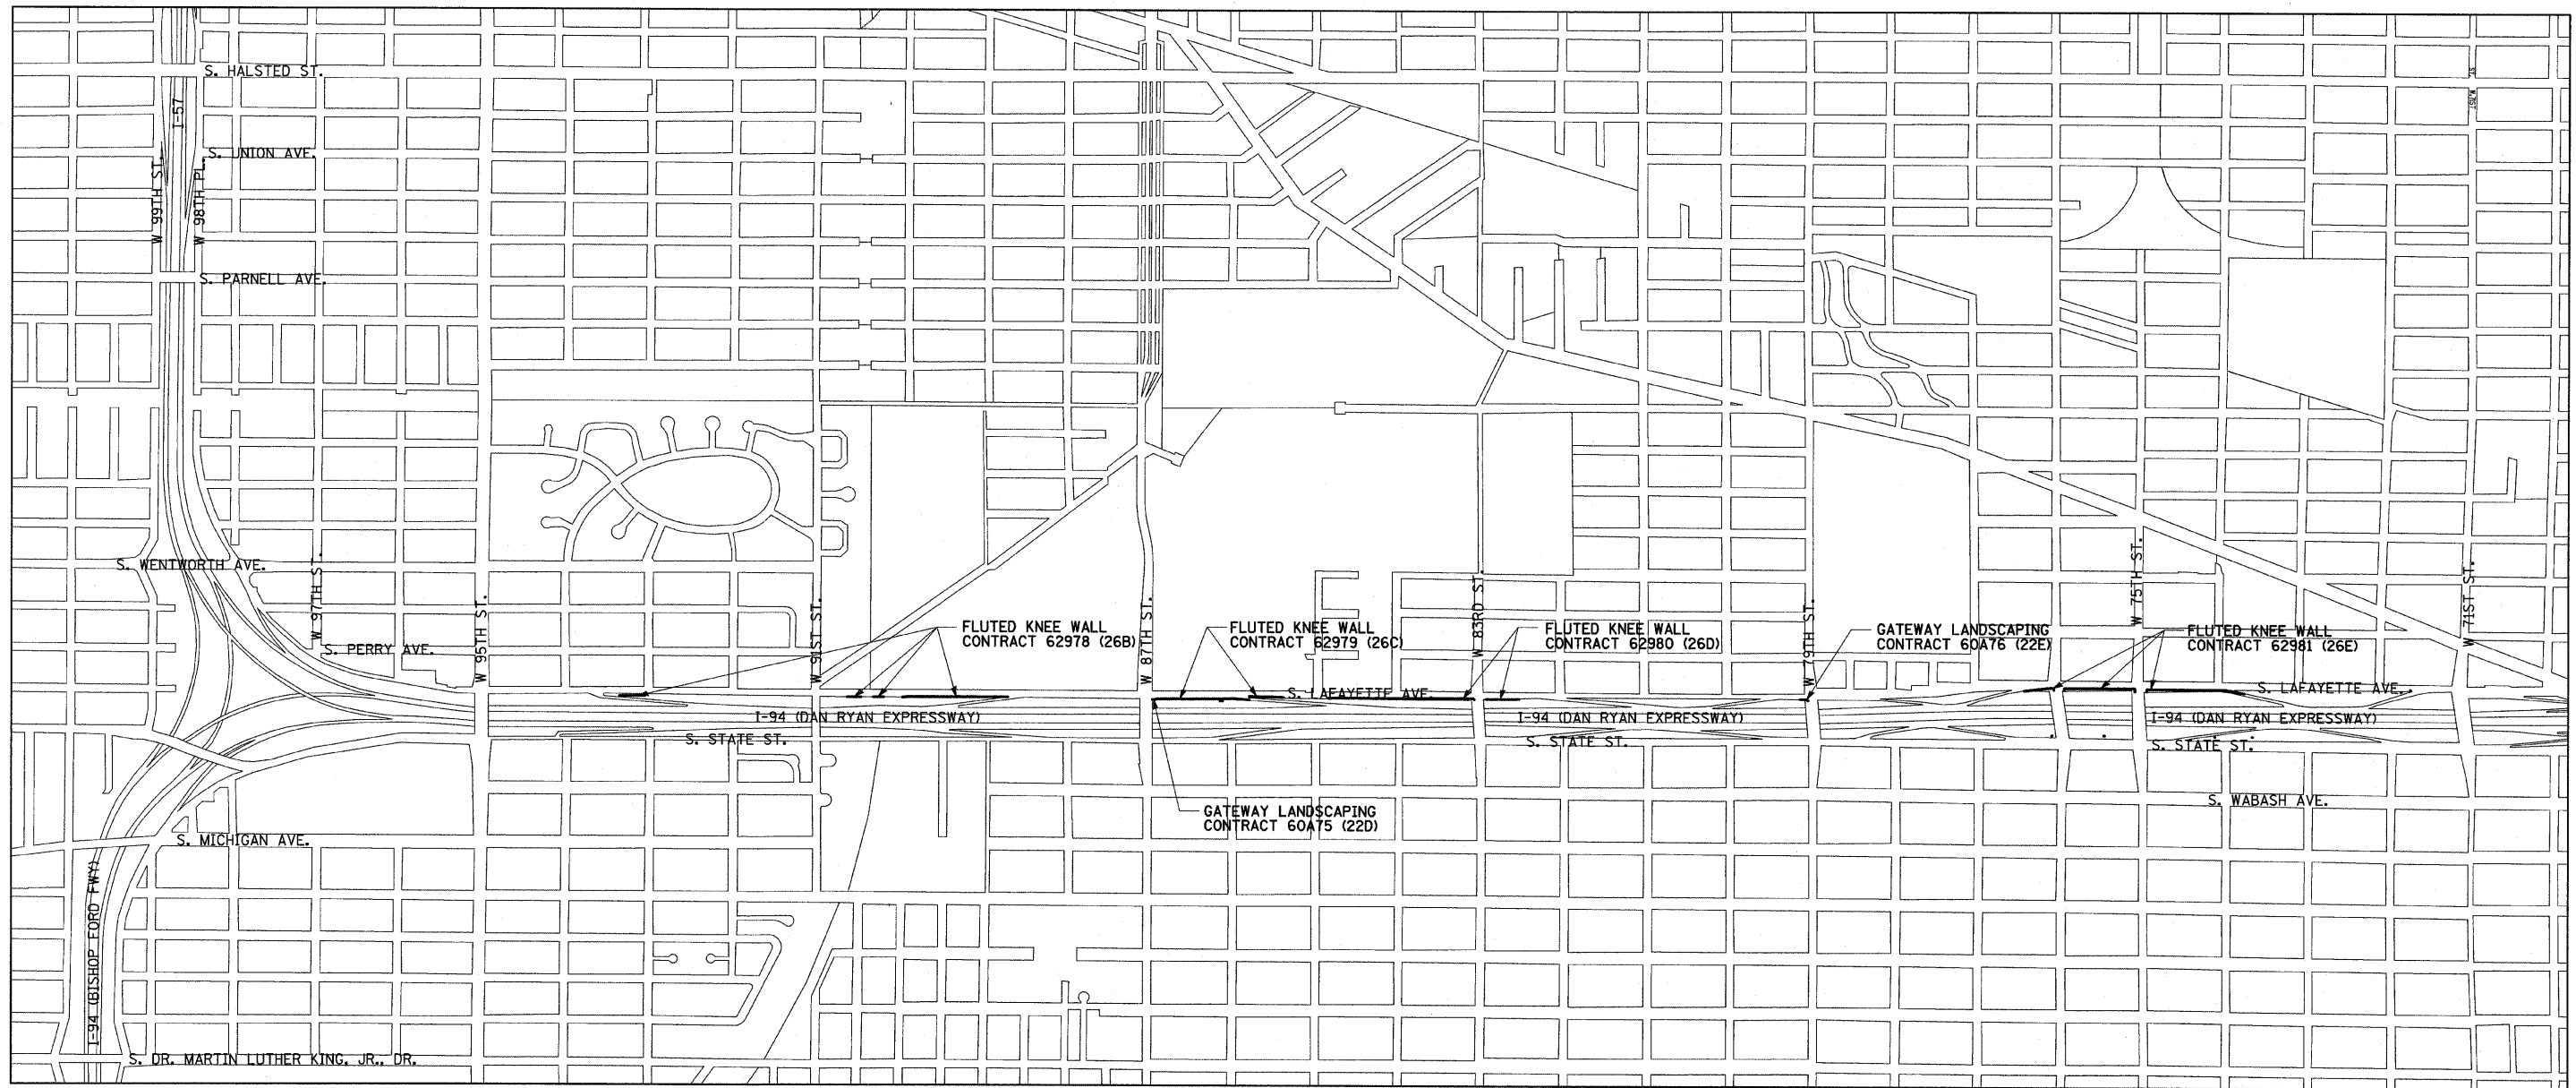 S. HALSTED ST.
I-57
S. UNION AVE.
W 99TH ST.
W 98TH PL.
S. PARNELL AVE.
S. WENTWORTH AVE.
W 97TH ST.
S. PERRY AVE.
W 95TH ST.
W 91ST ST.
FLUTED KNEE WALL
CONTRACT 62978 (26B)
W 87TH ST.
FLUTED KNEE WALL
CONTRACT 62979 (26C)
W 83RD ST.
FLUTED KNEE WALL
CONTRACT 62980 (26D)
W 79TH ST.
GATEWAY LANDSCAPING
CONTRACT 60A76 (22E)
W 75TH ST.
FLUTED KNEE WALL
CONTRACT 62981 (26E)
W 71ST ST.
S. LAFAYETTE AVE.
S. LAFAYETTE AVE.
I-94 (DAN RYAN EXPRESSWAY)
I-94 (DAN RYAN EXPRESSWAY)
I-94 (DAN RYAN EXPRESSWAY)
S. STATE ST.
S. STATE ST.
S. STATE ST.
GATEWAY LANDSCAPING
CONTRACT 60A75 (22D)
S. WABASH AVE.
S. MICHIGAN AVE.
I-94 (BISHOP FORD FWY)
S. DR. MARTIN LUTHER KING, JR., DR.